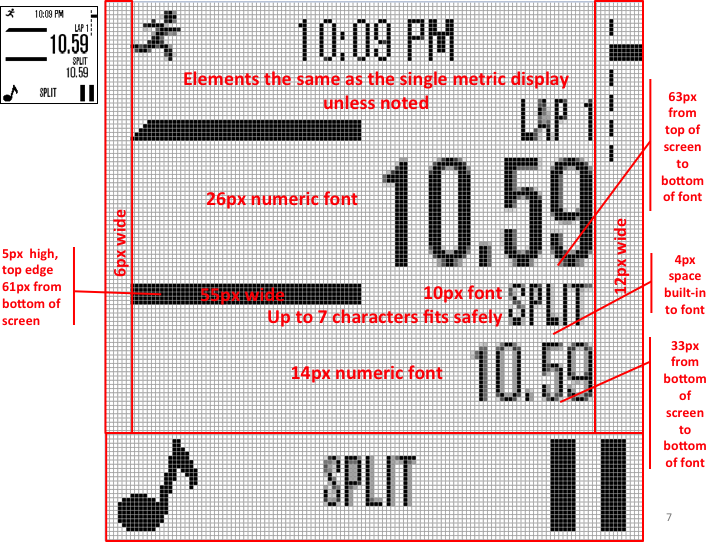 10:09 PM
LAP 1
10.59
SPLIT
10.59
SPLIT
10:09 PM
Elements the same as the single metric display
unless noted
LAP 1
26px numeric font
10.59
6px wide
12px wide
55px wide
10px font
SPLIT
Up to 7 characters fits safely
14px numeric font
10.59
SPLIT
5px high,
top edge
61px from
bottom of
screen
63px
from
top of
screen
to
bottom
of font
4px
space
built-in
to font
33px
from
bottom
of
screen
to
bottom
of font
7